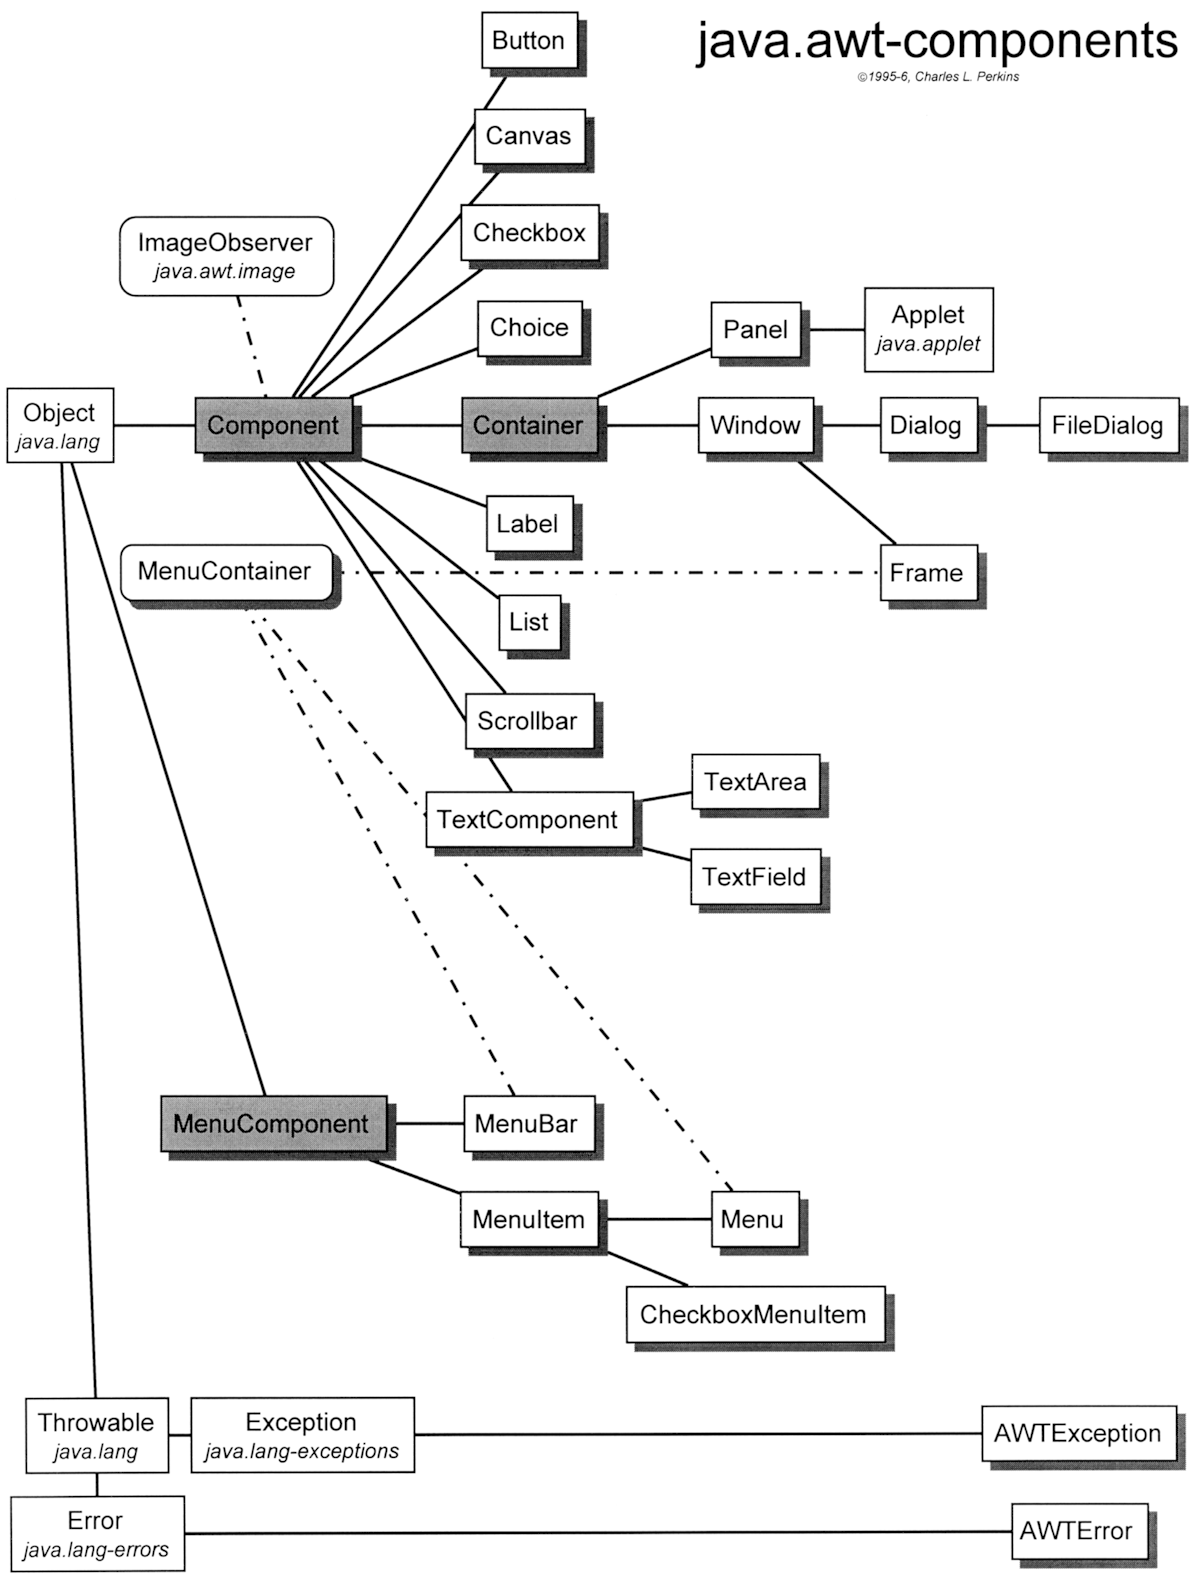 java.awt-components
©1995-6, Charles L. Perkins
Button
Canvas
Checkbox
ImageObserver
java.awt.image
Choice
Panel
Applet
java.applet
Object
java.lang
Component
Container
Window
Dialog
FileDialog
Label
MenuContainer
Frame
List
Scrollbar
TextArea
TextComponent
TextField
MenuComponent
MenuBar
MenuItem
Menu
CheckboxMenuItem
Throwable
java.lang
Exception
java.lang-exceptions
AWTException
Error
java.lang-errors
AWTError